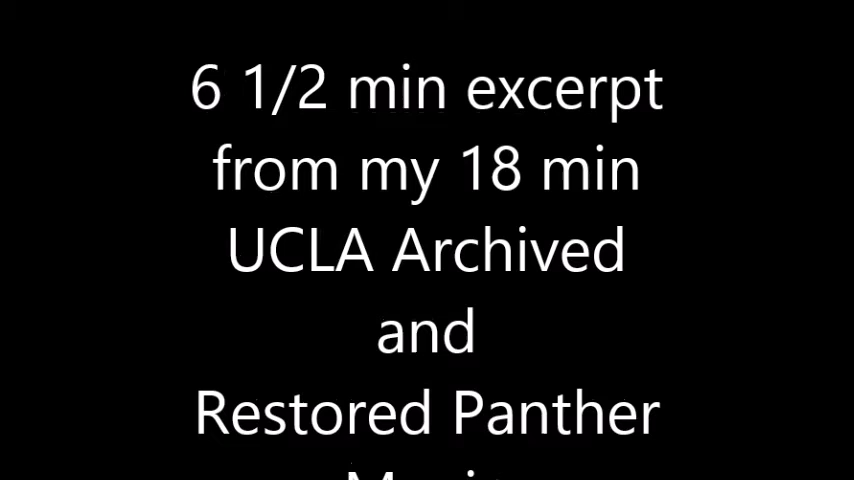 6 1/2 min excerpt
from my 18 min
UCLA Archived
and
Restored Panther